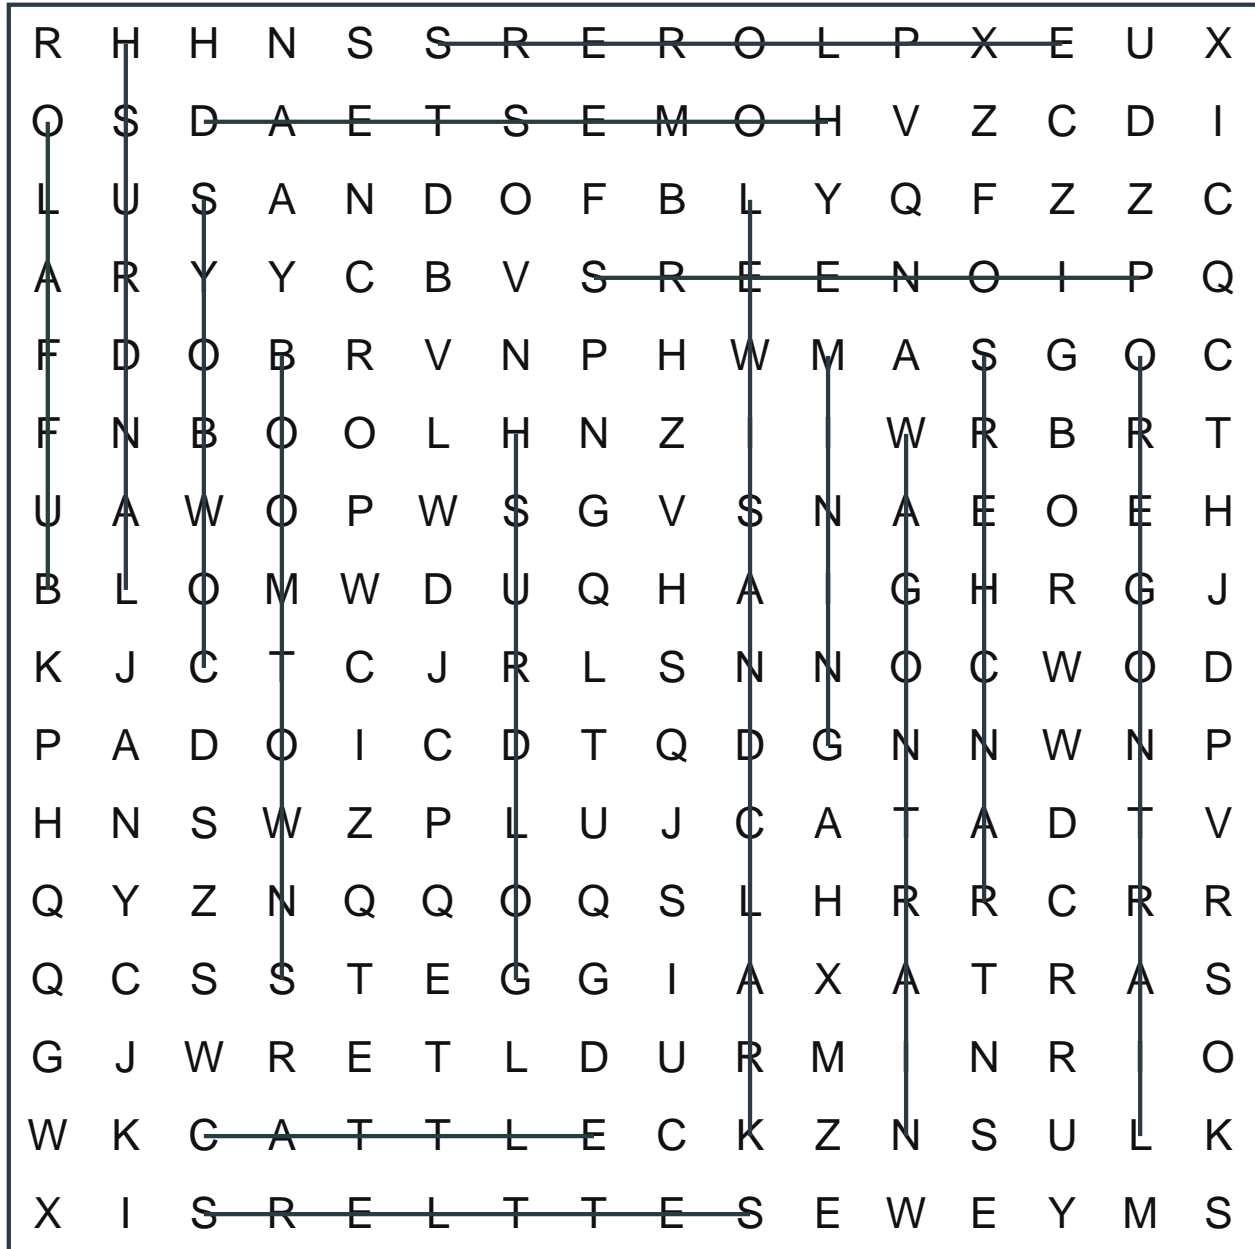 R H H N S S R E R O L P X E U X
O S D A E T S E M O H V Z C D I
L U S A N D O F B L Y Q F Z Z C
A R Y Y C B V S R E E N O I P Q
F D O B R V N P H W M A S G O C
F N B O O L H N Z I I W R B R T
U A W O P W S G V S N A E O E H
B L O M W D U Q H A I G H R G J
K J C T C J R L S N N O C W O D
P A D O I C D T Q D G N N W N P
H N S W Z P L U J C A T A D T V
Q Y Z N Q Q O Q S L H R R C R R
Q C S S T E G G I A X A T R A S
G J W R E T L D U R M I N R I O
W K C A T T L E C K Z N S U L K
X I S R E L T T E S E W E Y M S